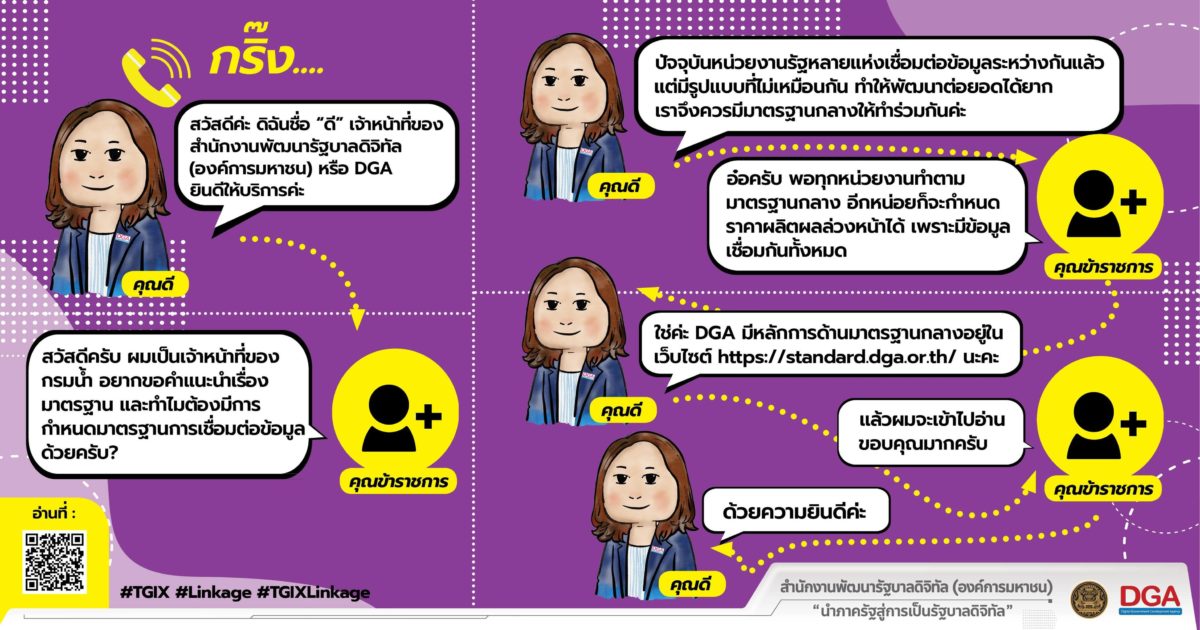 กริ๊ง....
สวัสดีค่ะ ดิฉันชื่อ “ดี” เจ้าหน้าที่ของ
สำนักงานพัฒนารัฐบาลดิจิทัล
(องค์การมหาชน) หรือ DGA
ยินดีให้บริการค่ะ
DGA
คุณดี
สวัสดีครับ ผมเป็นเจ้าหน้าที่ของ
กรมน้ำ อยากขอคำแนะนำเรื่อง
มาตรฐาน และทำไมต้องมีการ
กำหนดมาตรฐานการเชื่อมต่อข้อมูล
ด้วยครับ?
คุณข้าราชการ
ปัจจุบันหน่วยงานรัฐหลายแห่งเชื่อมต่อข้อมูลระหว่างกันแล้ว
แต่มีรูปแบบที่ไม่เหมือนกัน ทำให้พัฒนาต่อยอดได้ยาก
เราจึงควรมีมาตรฐานกลางให้ทำร่วมกันค่ะ
DGA
คุณดี
อ๋อครับ พอทุกหน่วยงานทำตาม
มาตรฐานกลาง อีกหน่อยก็จะกำหนด
ราคาผลิตผลล่วงหน้าได้ เพราะมีข้อมูล
เชื่อมกันทั้งหมด
คุณข้าราชการ
ใช่ค่ะ DGA มีหลักการด้านมาตรฐานกลางอยู่ใน
เว็บไซต์ https://standard.dga.or.th/ นะคะ
DGA
คุณดี
แล้วผมจะเข้าไปอ่าน
ขอบคุณมากครับ
คุณข้าราชการ
ด้วยความยินดีค่ะ
DGA
คุณดี
อ่านที่ :
#TGIX #Linkage #TGIXLinkage
สำนักงานพัฒนารัฐบาลดิจิทัล (องค์การมหาชน)
“นำภาครัฐสู่การเป็นรัฐบาลดิจิทัล”
DGA
Digital Government Development Agency